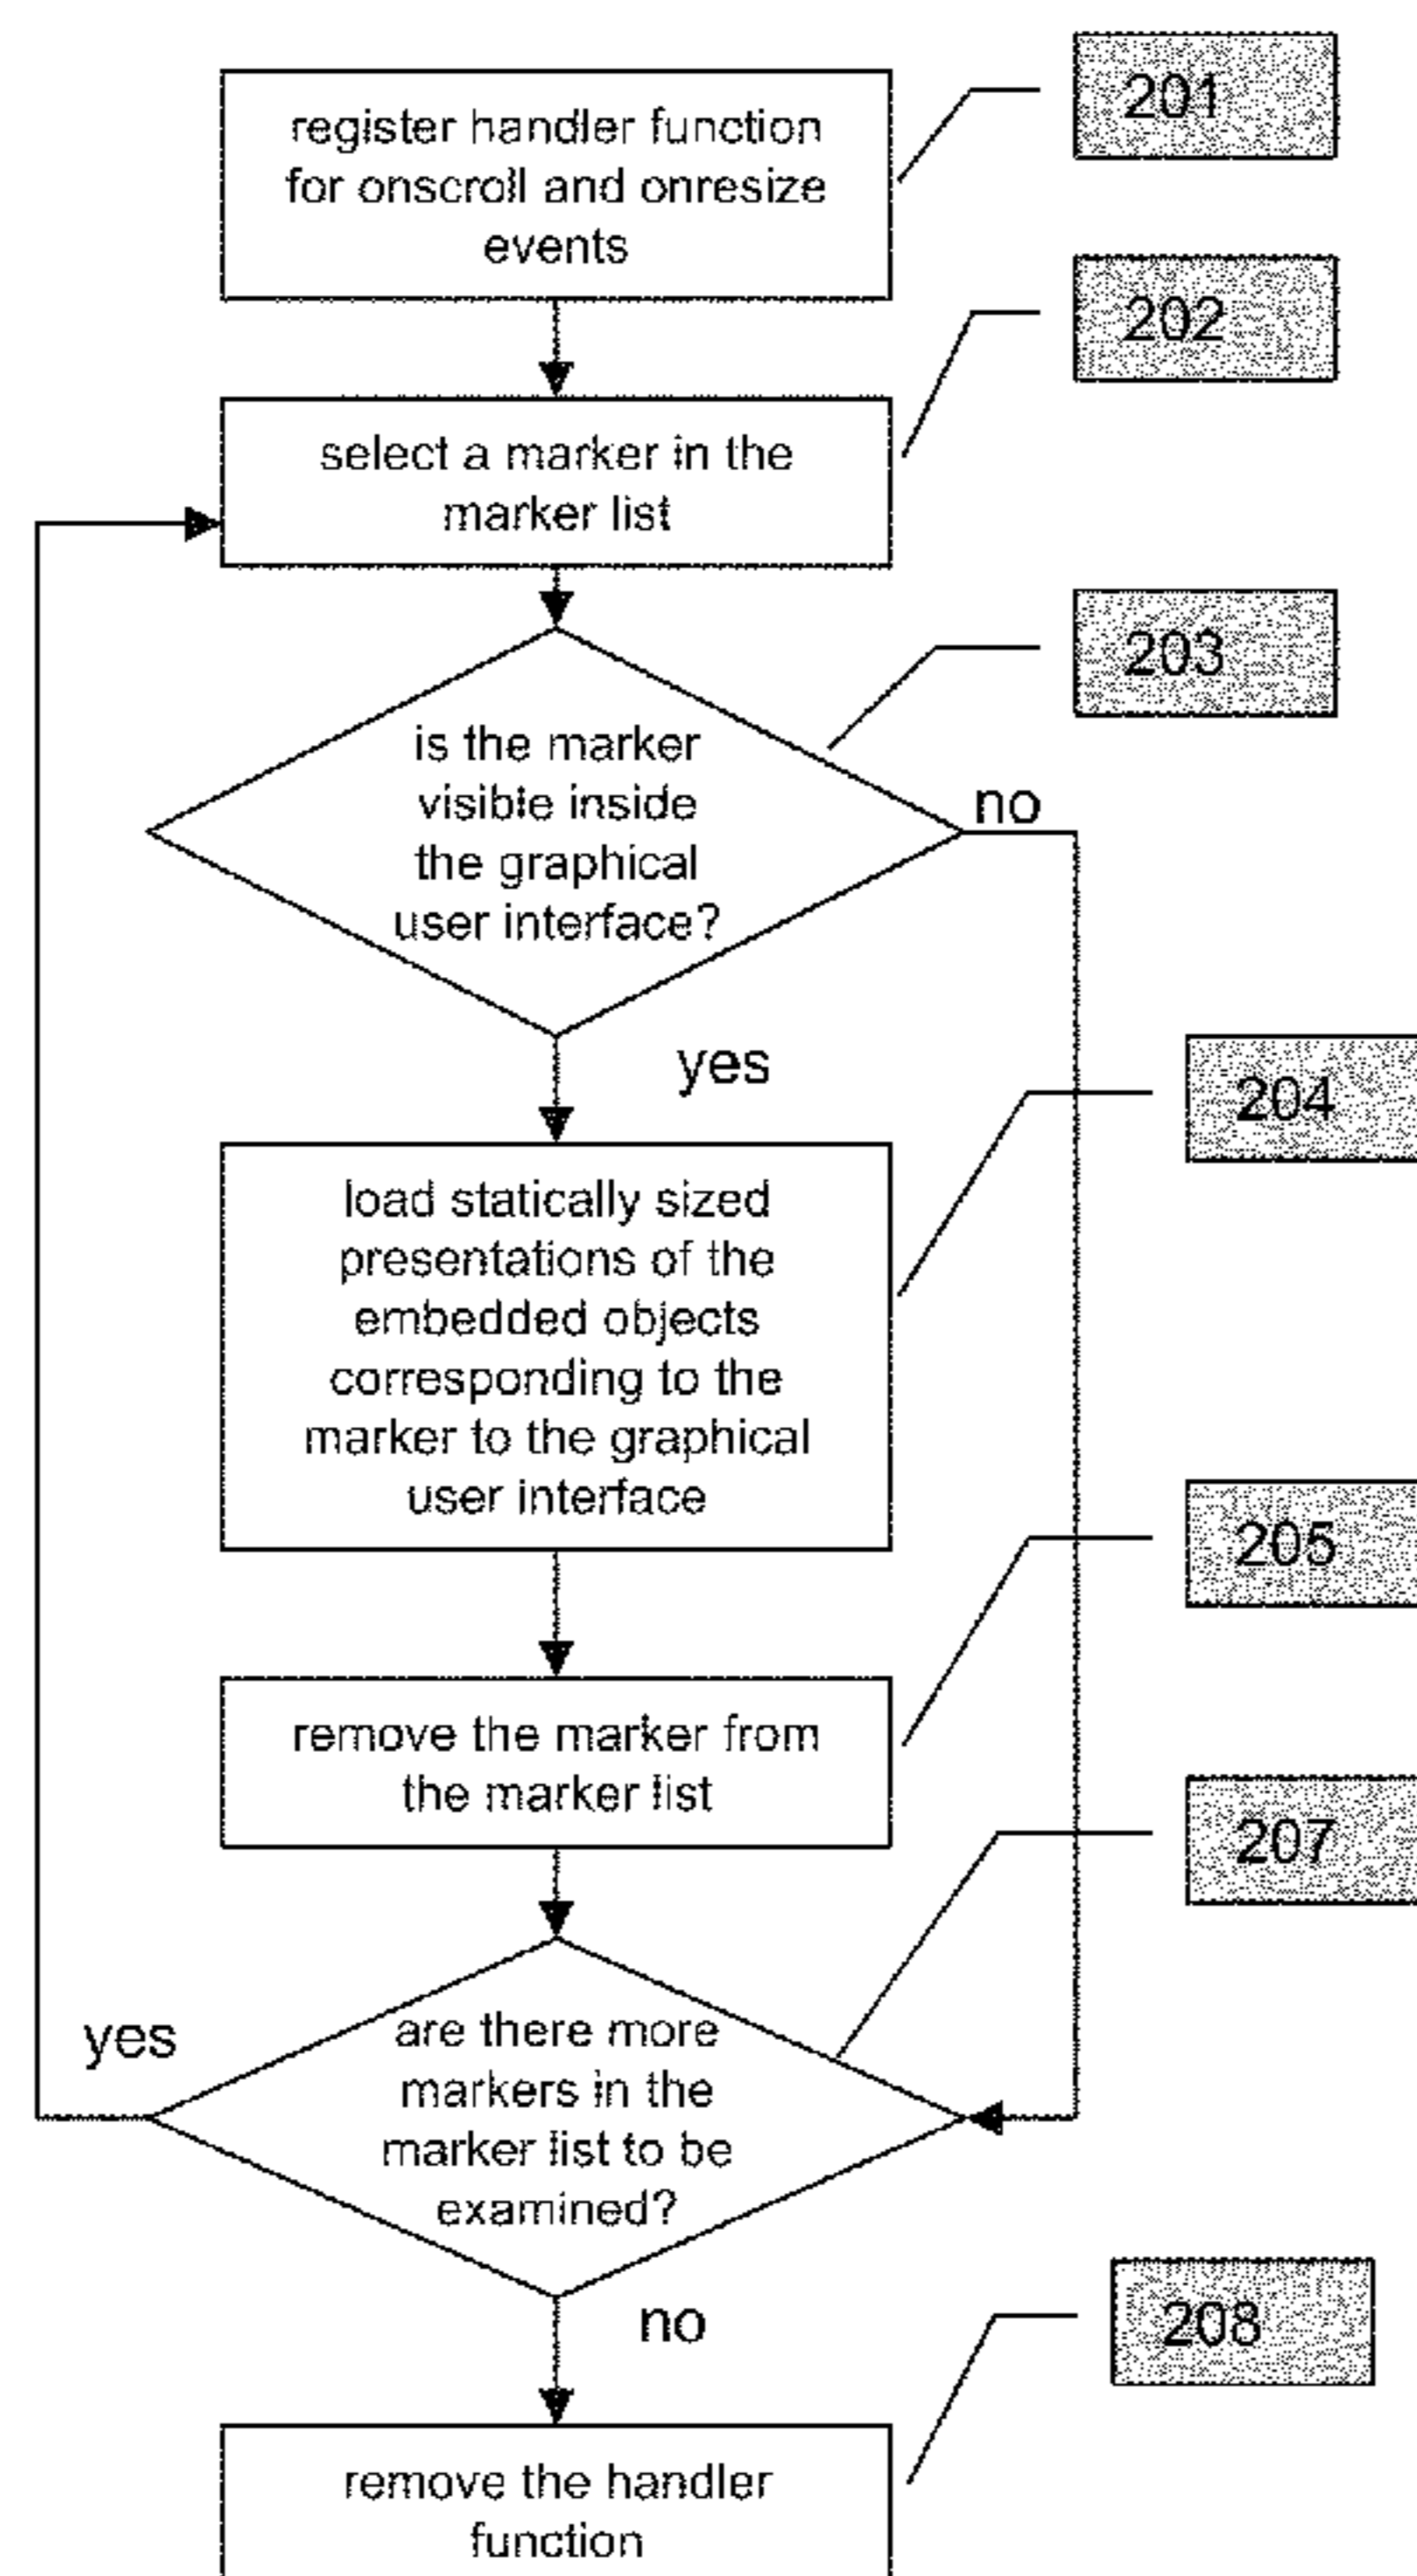 register handler function
for onscroll and onresize
events
201
select a marker in the
marker list
202
is the marker
visible inside
the graphical
user interface?
203
no
yes
load statically sized
presentations of the
embedded objects
corresponding to the
marker to the graphical
user interface
204
remove the marker from
the marker list
205
are there more
markers in the
marker list to be
examined?
207
yes
no
remove the handler
function
208